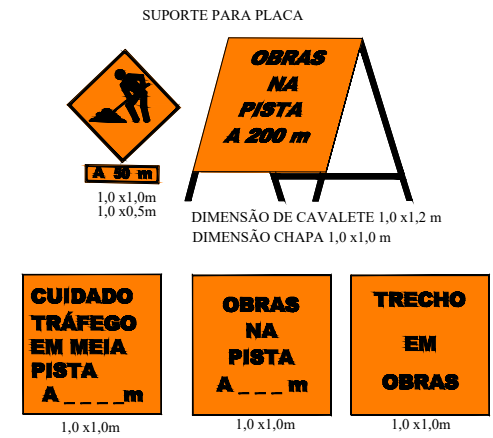 SUPORTE PARA PLACA
OBRAS
NA
PISTA
A 200 m
A 50 m
1,0 x1,0m
1,0 x0,5m
DIMENSÃO DE CAVALETE 1,0 x1,2 m
DIMENSÃO CHAPA 1,0 x1,0 m
CUIDADO
TRÁFEGO
EM MEIA
PISTA
A _ _ _ _m
1,0 x1,0m
OBRAS
NA
PISTA
A _ _ _ m
1,0 x1,0m
TRECHO
EM
OBRAS
1,0 x1,0m